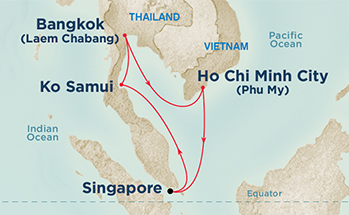 Bangkok
(Laem Chabang)
THAILAND
VIETNAM
Pacific
Ocean
Ko Samui
Ho Chi Minh City
(Phu My)
Indian
Ocean
Singapore
Equator